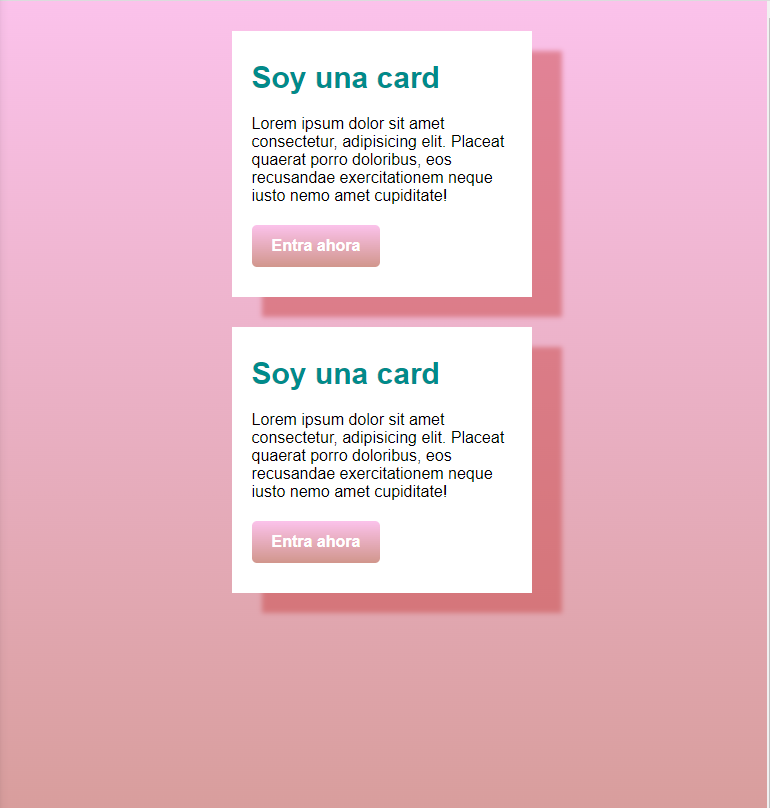 Soy una card
Lorem ipsum dolor sit amet
consectetur, adipisicing elit. Placeat
quaerat porro doloribus, eos
recusandae exercitationem neque
iusto nemo amet cupiditate!
Entra ahora
Soy una card
Lorem ipsum dolor sit amet
consectetur, adipisicing elit. Placeat
quaerat porro doloribus, eos
recusandae exercitationem neque
iusto nemo amet cupiditate!
Entra ahora